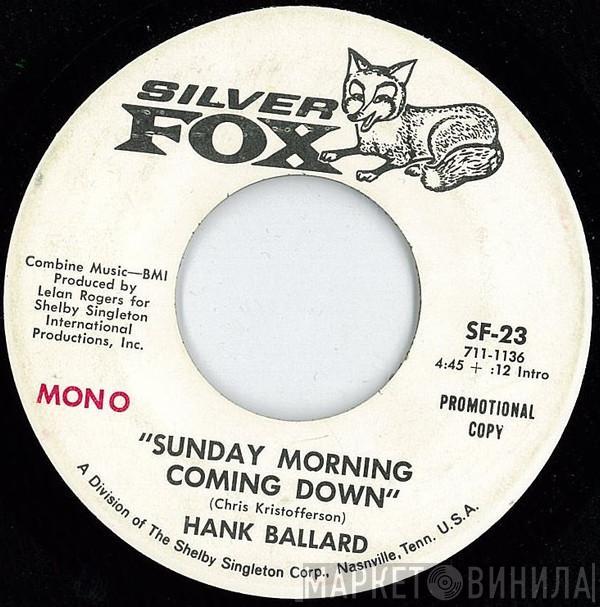 SILVER
FOX
Combine Music—BMI
Produced by
Lelan Rogers for
Shelby Singleton
International
Productions, Inc.
MONO
SF-23
711-1136
4:45 + :12 Intro
PROMOTIONAL
COPY
"SUNDAY MORNING
COMING DOWN"
(Chris Kristofferson)
HANK BALLARD
A Division of The Shelby Singleton Corp., Nasnville, Tenn. U.S.A.
МАРКЕТ ВИНИЛА